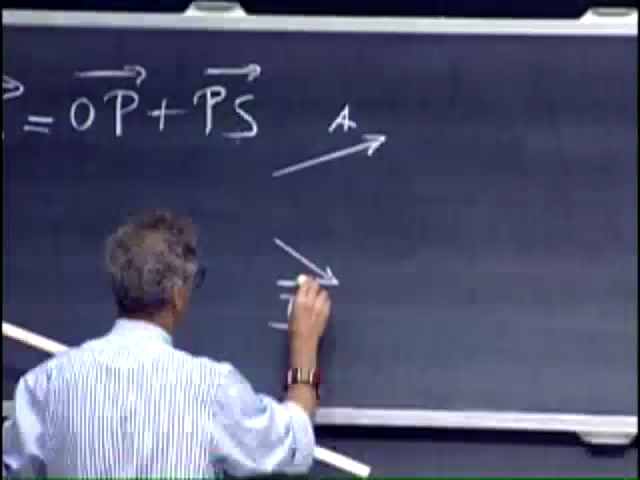 = OP + PS
A